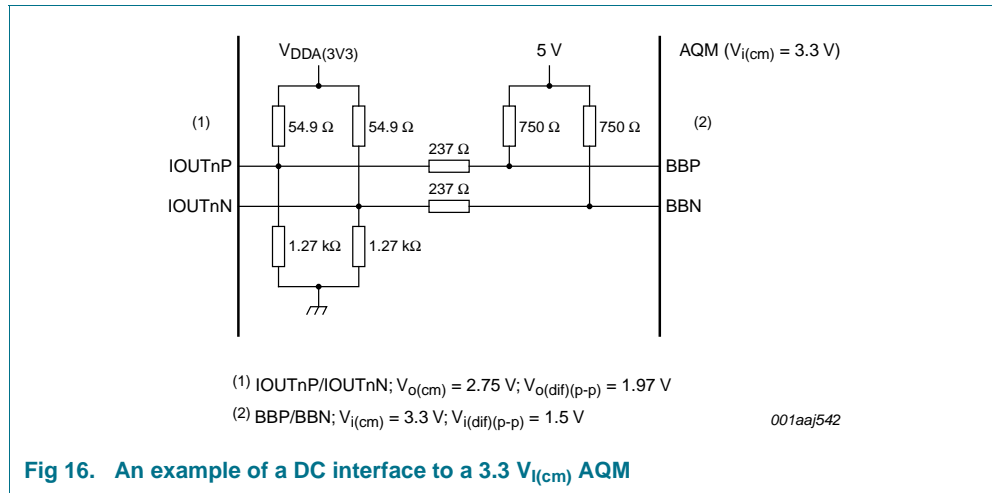 V_DDA(3V3) 5 V AQM (V_i(cm) = 3.3 V)
(1) 54.9 Ω 54.9 Ω 750 Ω 750 Ω (2)
237 Ω
IOUTnP BBP
237 Ω
IOUTnN BBN
1.27 kΩ 1.27 kΩ
(1) IOUTnP/IOUTnN; V_o(cm) = 2.75 V; V_o(dif)(p-p) = 1.97 V
(2) BBP/BBN; V_i(cm) = 3.3 V; V_i(dif)(p-p) = 1.5 V 001aaj542
Fig 16. An example of a DC interface to a 3.3 V_I(cm) AQM